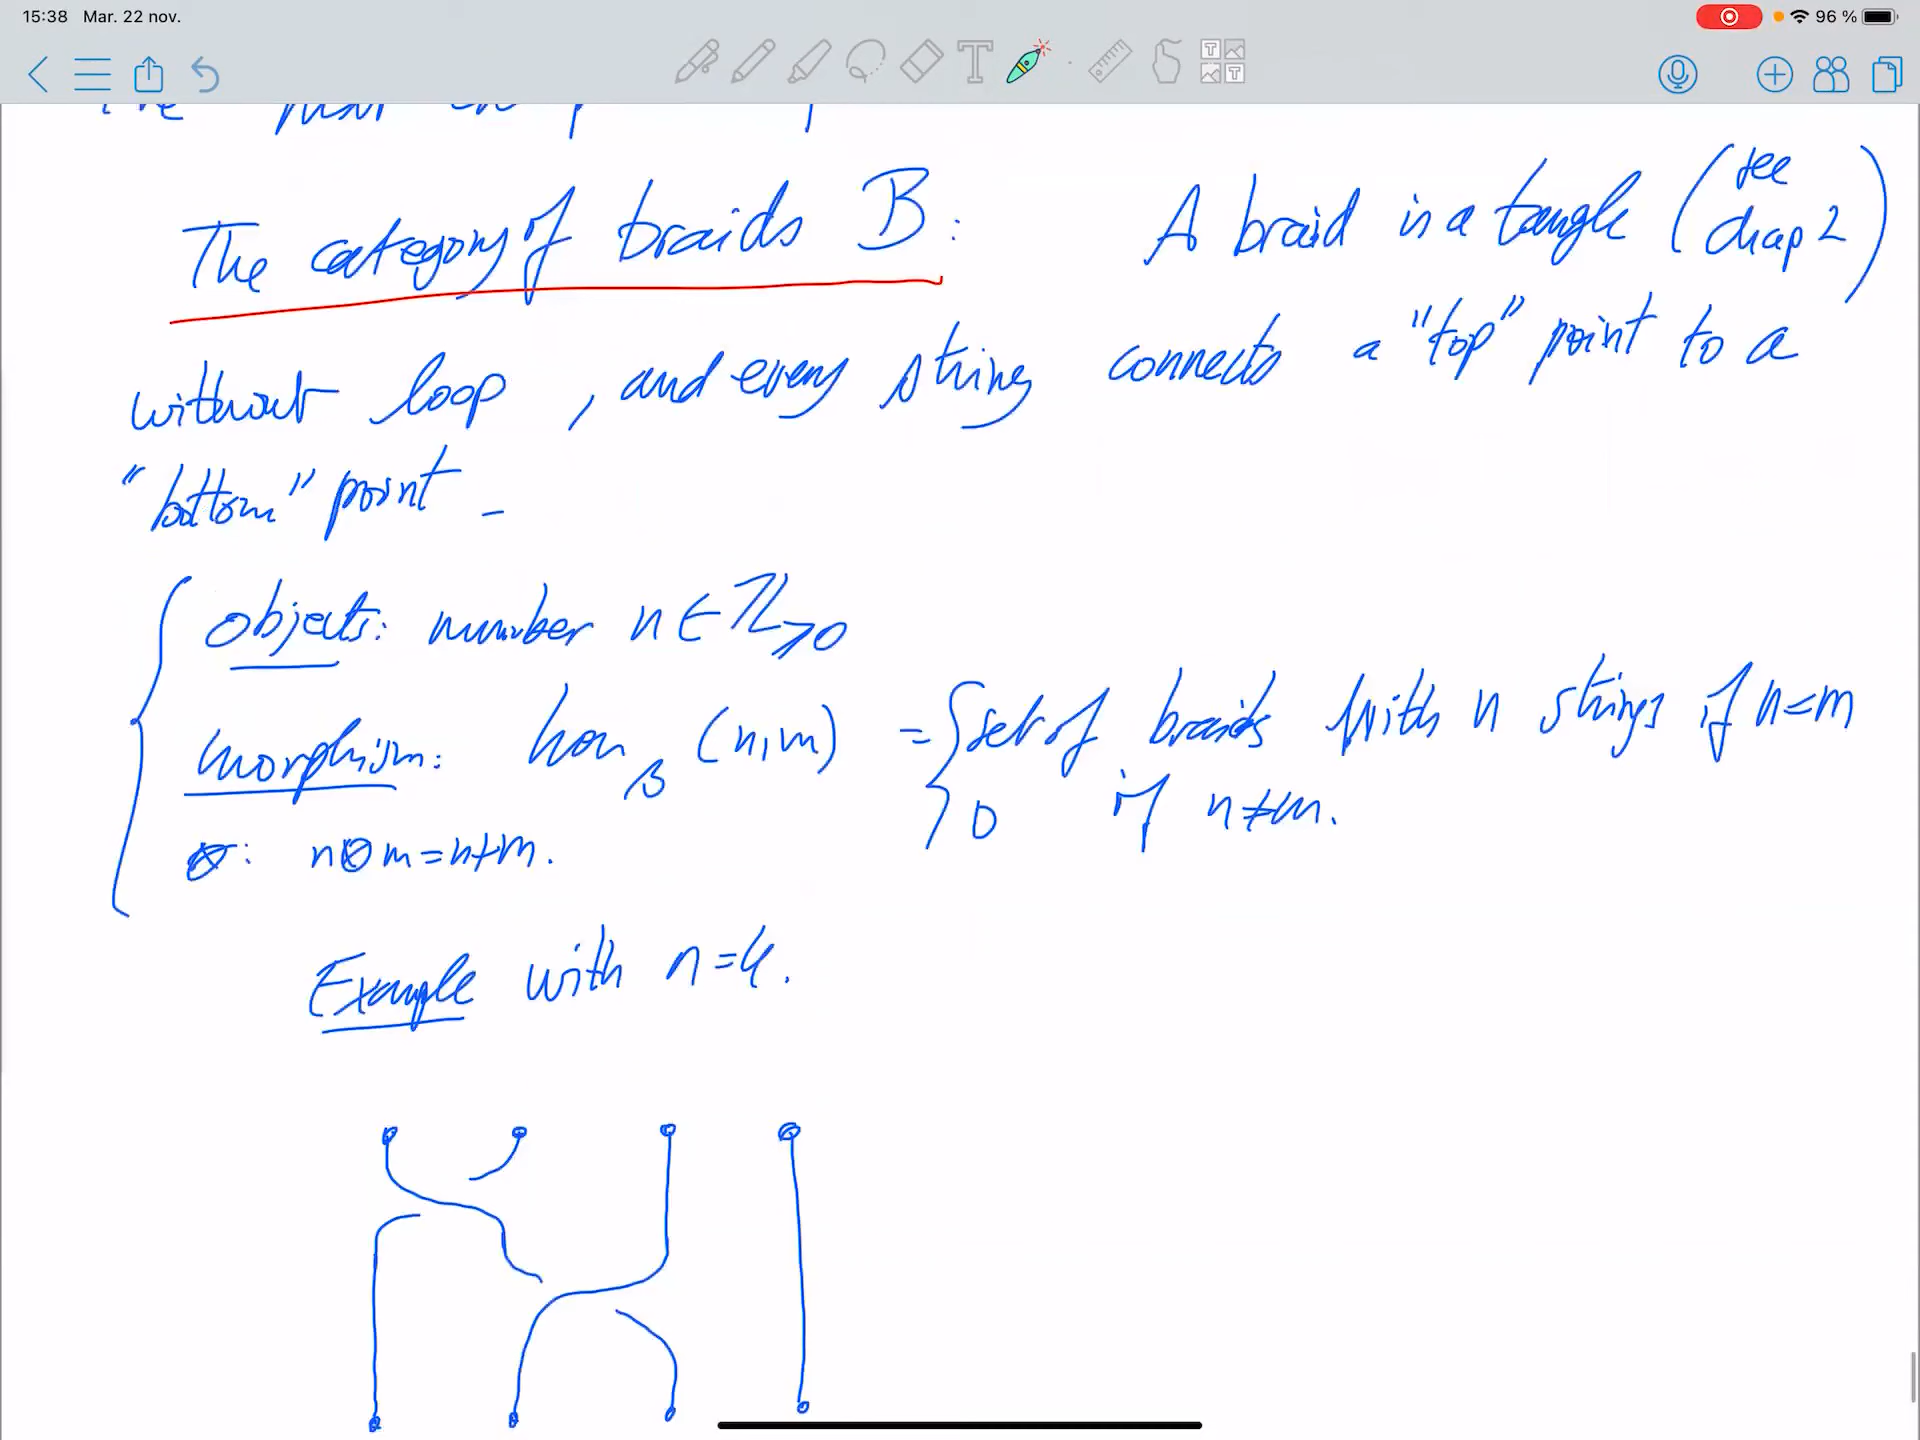 15:38 Mar. 22 nov.
96 %
The category of braids B: A braid is a tangle (see chap 2)
without loop, and every string connects a "top" point to a
"bottom" point -
objects: number n ∈ ℤ⩾0
morphism: hom_B (n,m) = { set of braids with n strings if n=m
0 if n≠m.
⊗: n⊗m=n+m.
Example with n=4.